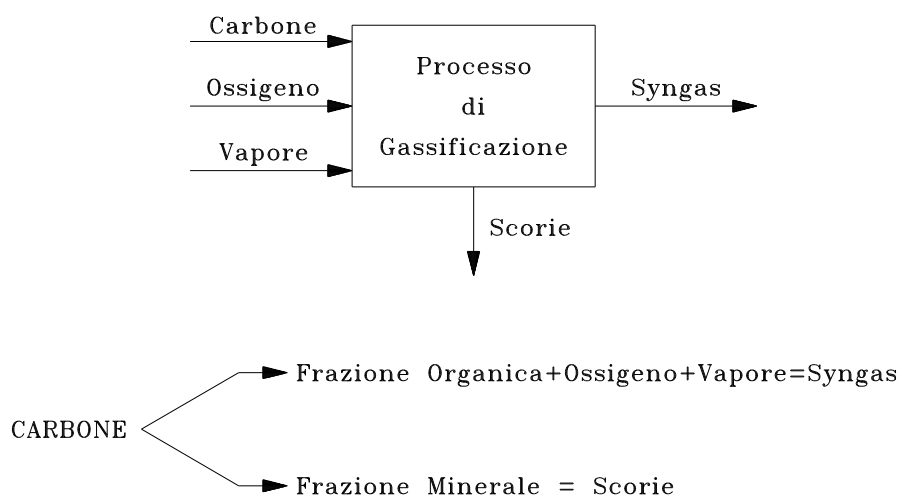 Carbone
Ossigeno
Vapore
Processo
di
Gassificazione
Syngas
Scorie
CARBONE
Frazione Organica+Ossigeno+Vapore=Syngas
Frazione Minerale = Scorie